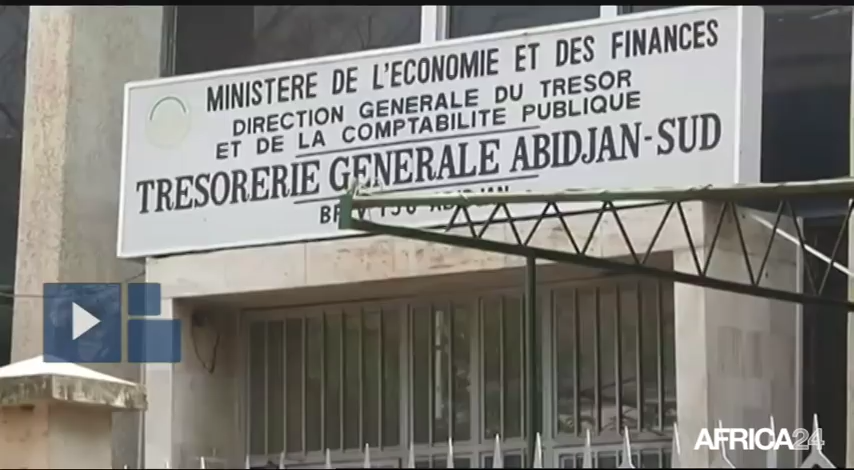 MINISTERE DE L'ECONOMIE ET DES FINANCES
DIRECTION GENERALE DU TRESOR
ET DE LA COMPTABILITE PUBLIQUE
TRESORERIE GENERALE ABIDJAN-SUD
ABIDJAN
AFRICA24